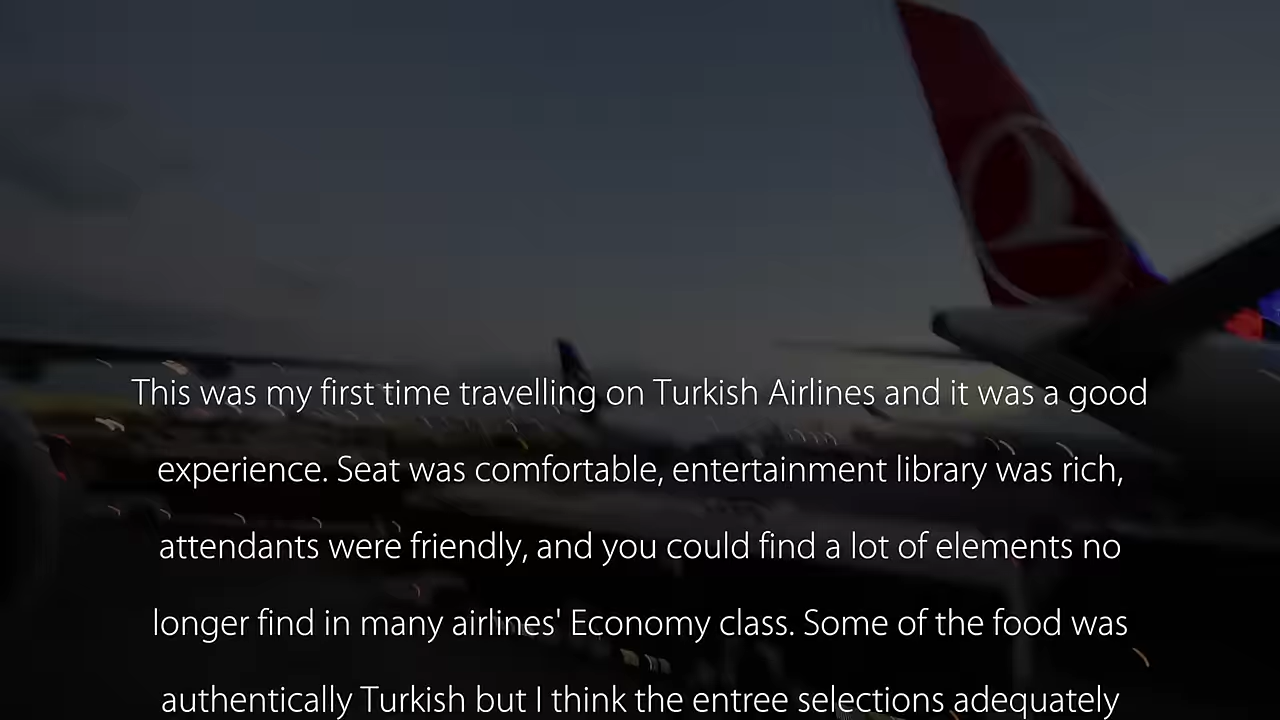 This was my first time travelling on Turkish Airlines and it was a good
experience. Seat was comfortable, entertainment library was rich,
attendants were friendly, and you could find a lot of elements no
longer find in many airlines' Economy class. Some of the food was
authentically Turkish but I think the entree selections adequately